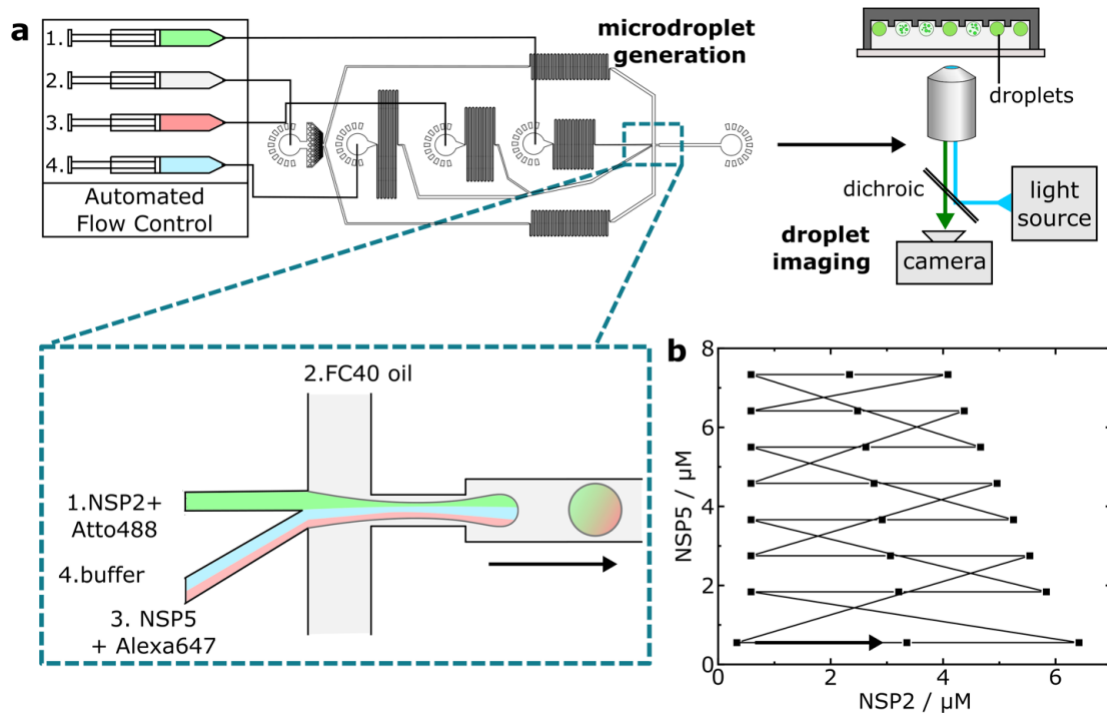 a
1.
2.
3.
4.
Automated
Flow Control
microdroplet
generation
droplets
dichroic
light
source
droplet
imaging
camera
2.FC40 oil
1.NSP2+
Atto488
4.buffer
3. NSP5
+ Alexa647
b
8
6
4
2
0
NSP5 / μM
0
2
4
6
NSP2 / μM